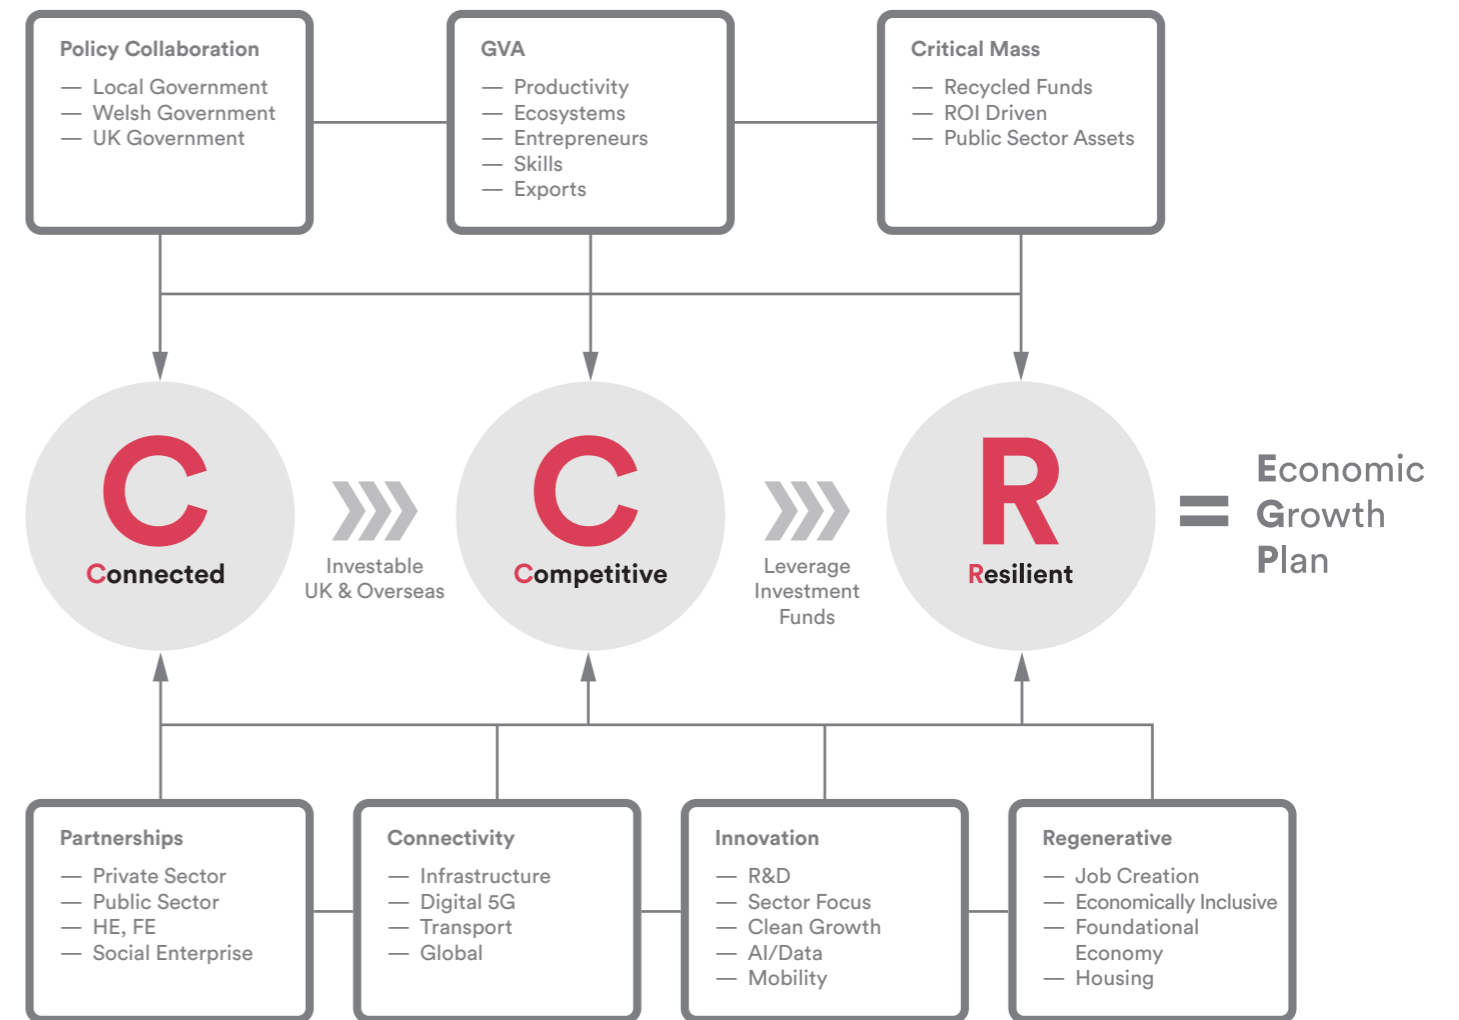 Policy Collaboration
— Local Government
— Welsh Government
— UK Government
GVA
— Productivity
— Ecosystems
— Entrepreneurs
— Skills
— Exports
Critical Mass
— Recycled Funds
— ROI Driven
— Public Sector Assets
C
Connected
Investable
UK & Overseas
C
Competitive
Leverage
Investment
Funds
R
Resilient
=
Economic
Growth
Plan
Partnerships
— Private Sector
— Public Sector
— HE, FE
— Social Enterprise
Connectivity
— Infrastructure
— Digital 5G
— Transport
— Global
Innovation
— R&D
— Sector Focus
— Clean Growth
— AI/Data
— Mobility
Regenerative
— Job Creation
— Economically Inclusive
— Foundational
Economy
— Housing